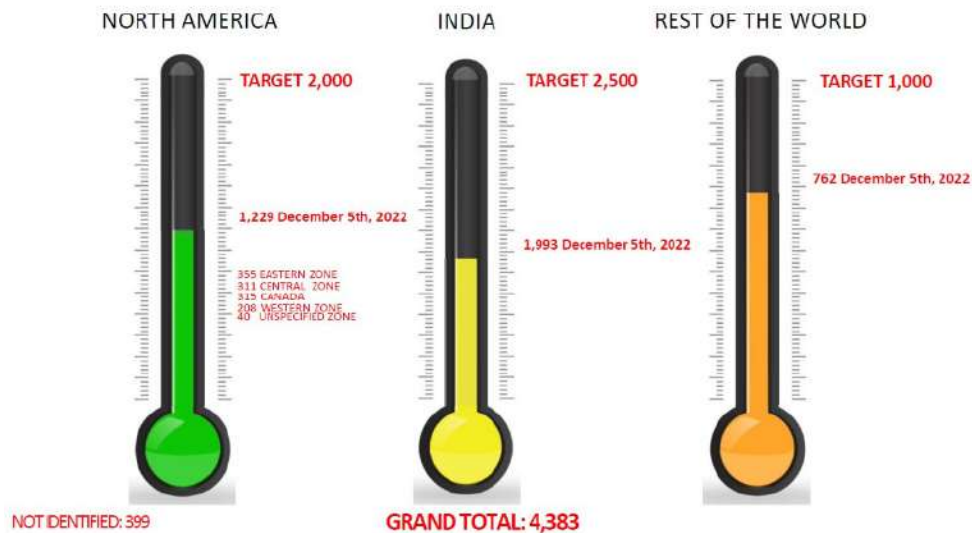 NORTH AMERICA
INDIA
REST OF THE WORLD
TARGET 2,000
TARGET 2,500
TARGET 1,000
762 December 5th, 2022
1,229 December 5th, 2022
1,993 December 5th, 2022
355 EASTERN ZONE
311 CENTRAL ZONE
315 CANADA
208 WESTERN ZONE
40 UNSPECIFIED ZONE
NOT IDENTIFIED: 399
GRAND TOTAL: 4,383